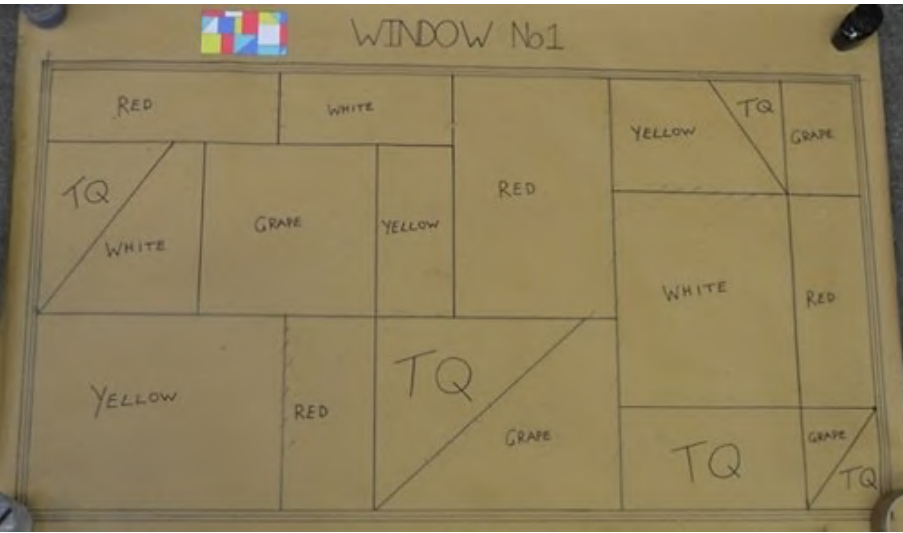 WINDOW No1
RED
WHITE
RED
YELLOW
TQ
GRAPE
TQ
WHITE
GRAPE
YELLOW
WHITE
RED
YELLOW
RED
TQ
GRAPE
TQ
GRAPE
TQ